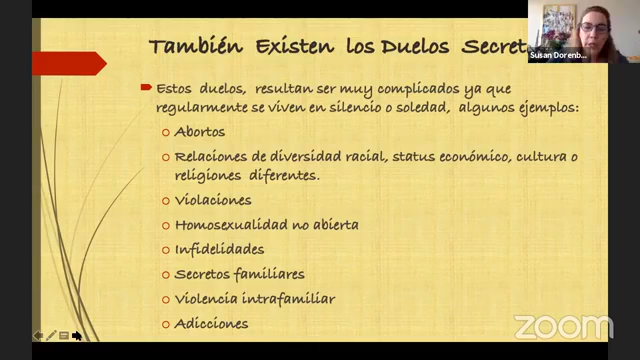 También Existen los Duelos Secret
Susan Dorenb...
Estos duelos, resultan ser muy complicados ya que
regularmente se viven en silencio o soledad, algunos ejemplos:
Abortos
Relaciones de diversidad racial, status económico, cultura o
religiones diferentes.
Violaciones
Homosexualidad no abierta
Infidelidades
Secretos familiares
Violencia intrafamiliar
Adicciones
zoom